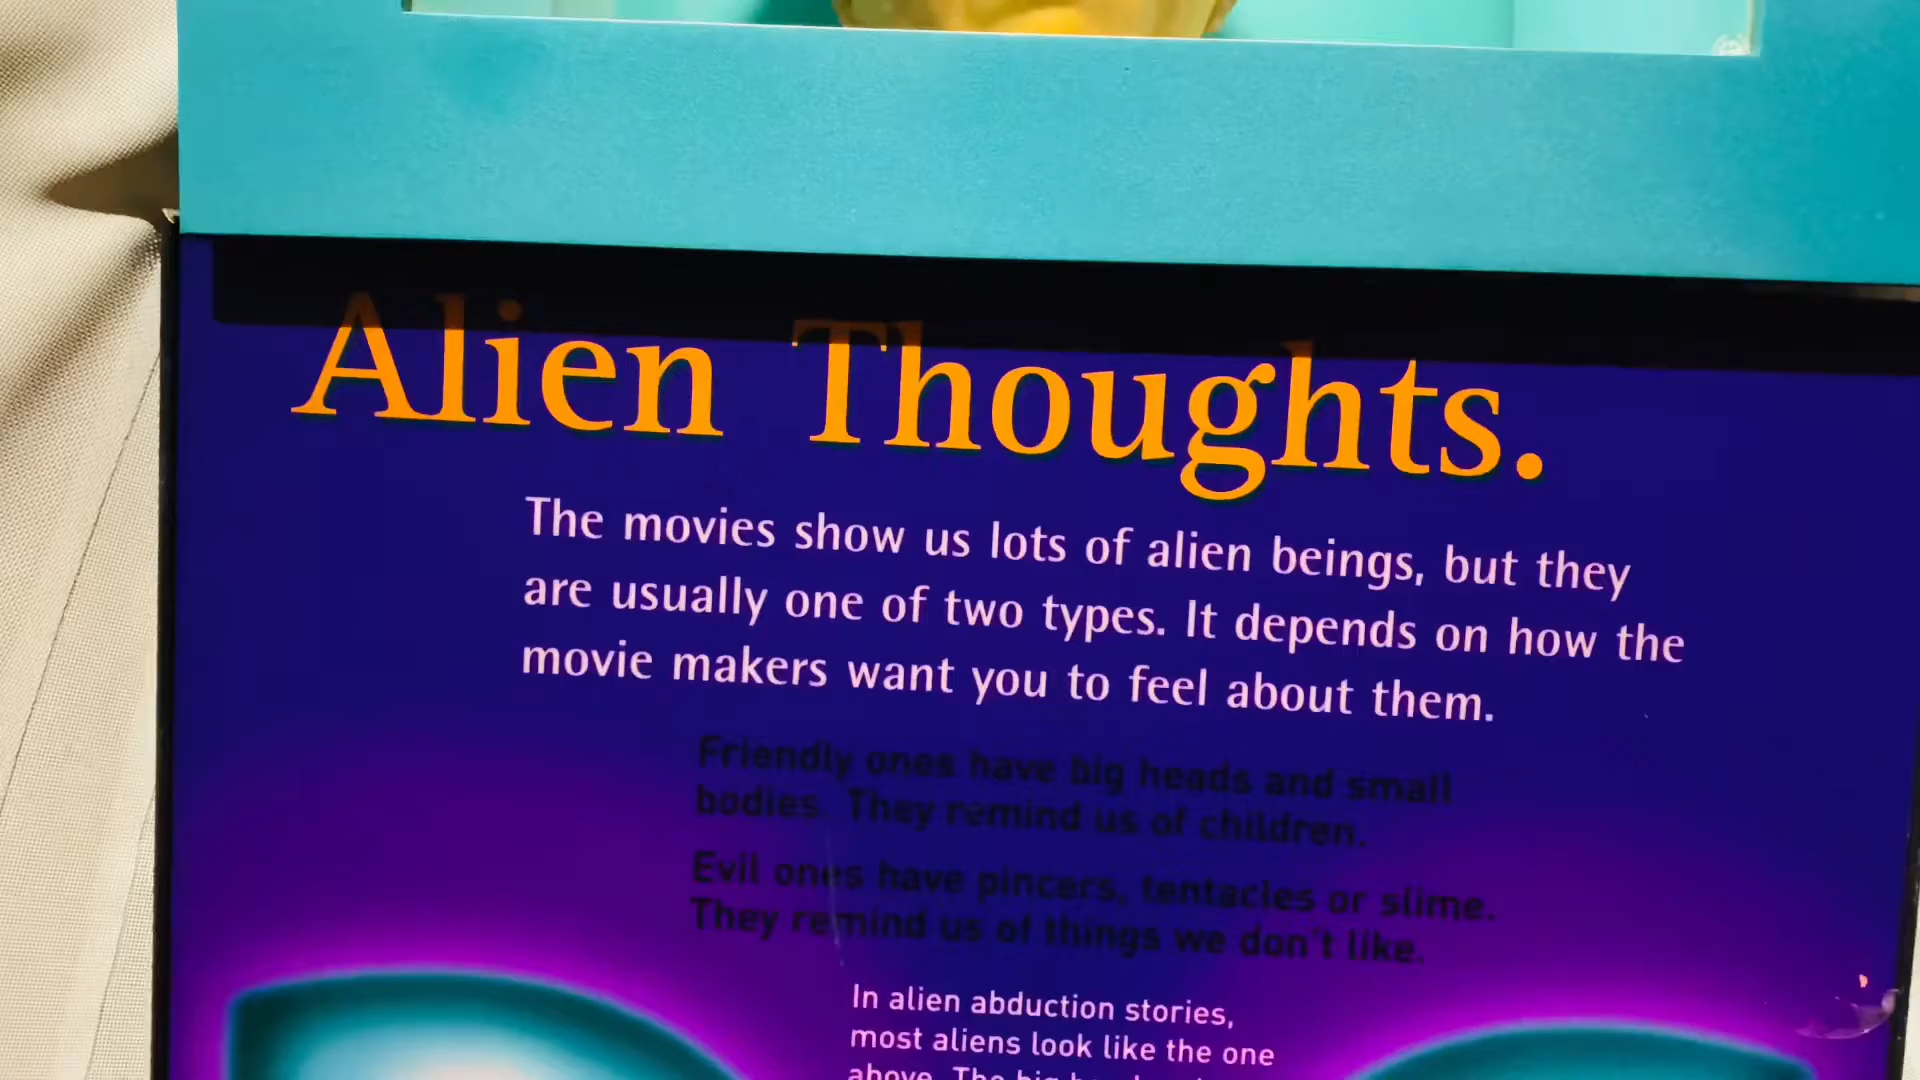 Alien Thoughts.
The movies show us lots of alien beings, but they
are usually one of two types. It depends on how the
movie makers want you to feel about them.
Friendly ones have big heads and small
bodies. They remind us of children.
Evil ones have pincers, tentacles or slime.
They remind us of things we don't like.
In alien abduction stories,
most aliens look like the one
above. The big